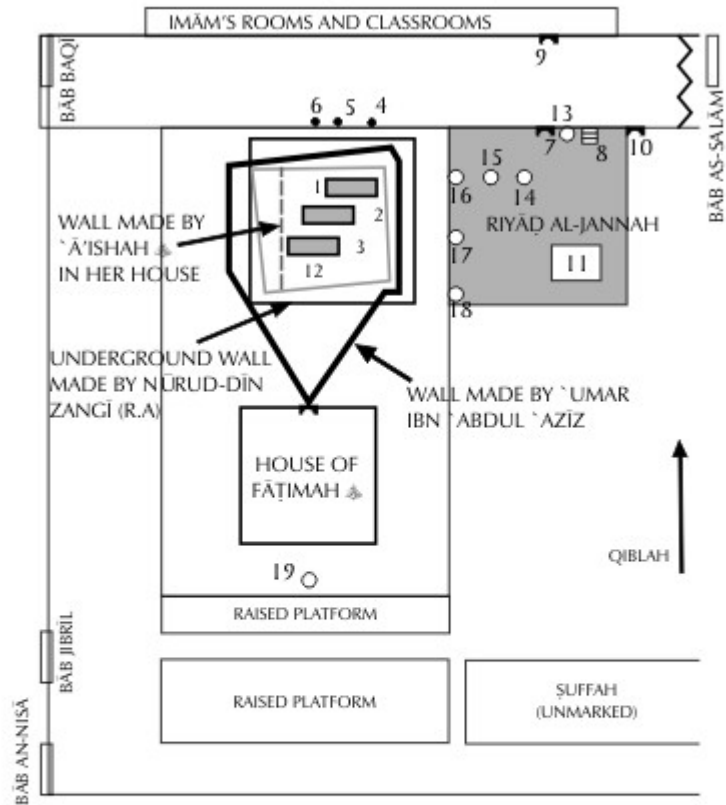 IMĀM'S ROOMS AND CLASSROOMS
BĀB BAQĪ
9
BĀB AS-SALĀM
6 5 4
13
7 8 10
1
2
3
12
16 15 14
RIYĀḌ AL-JANNAH
17
11
18
WALL MADE BY
`Ā'ISHAH
IN HER HOUSE
UNDERGROUND WALL
MADE BY NŪRUD-DĪN
ZANGĪ (R.A)
WALL MADE BY `UMAR
IBN `ABDUL `AZĪZ
HOUSE OF
FĀṬIMAH
QIBLAH
19
RAISED PLATFORM
BĀB JIBRĪL
RAISED PLATFORM
ṢUFFAH
(UNMARKED)
BĀB AN-NISĀ